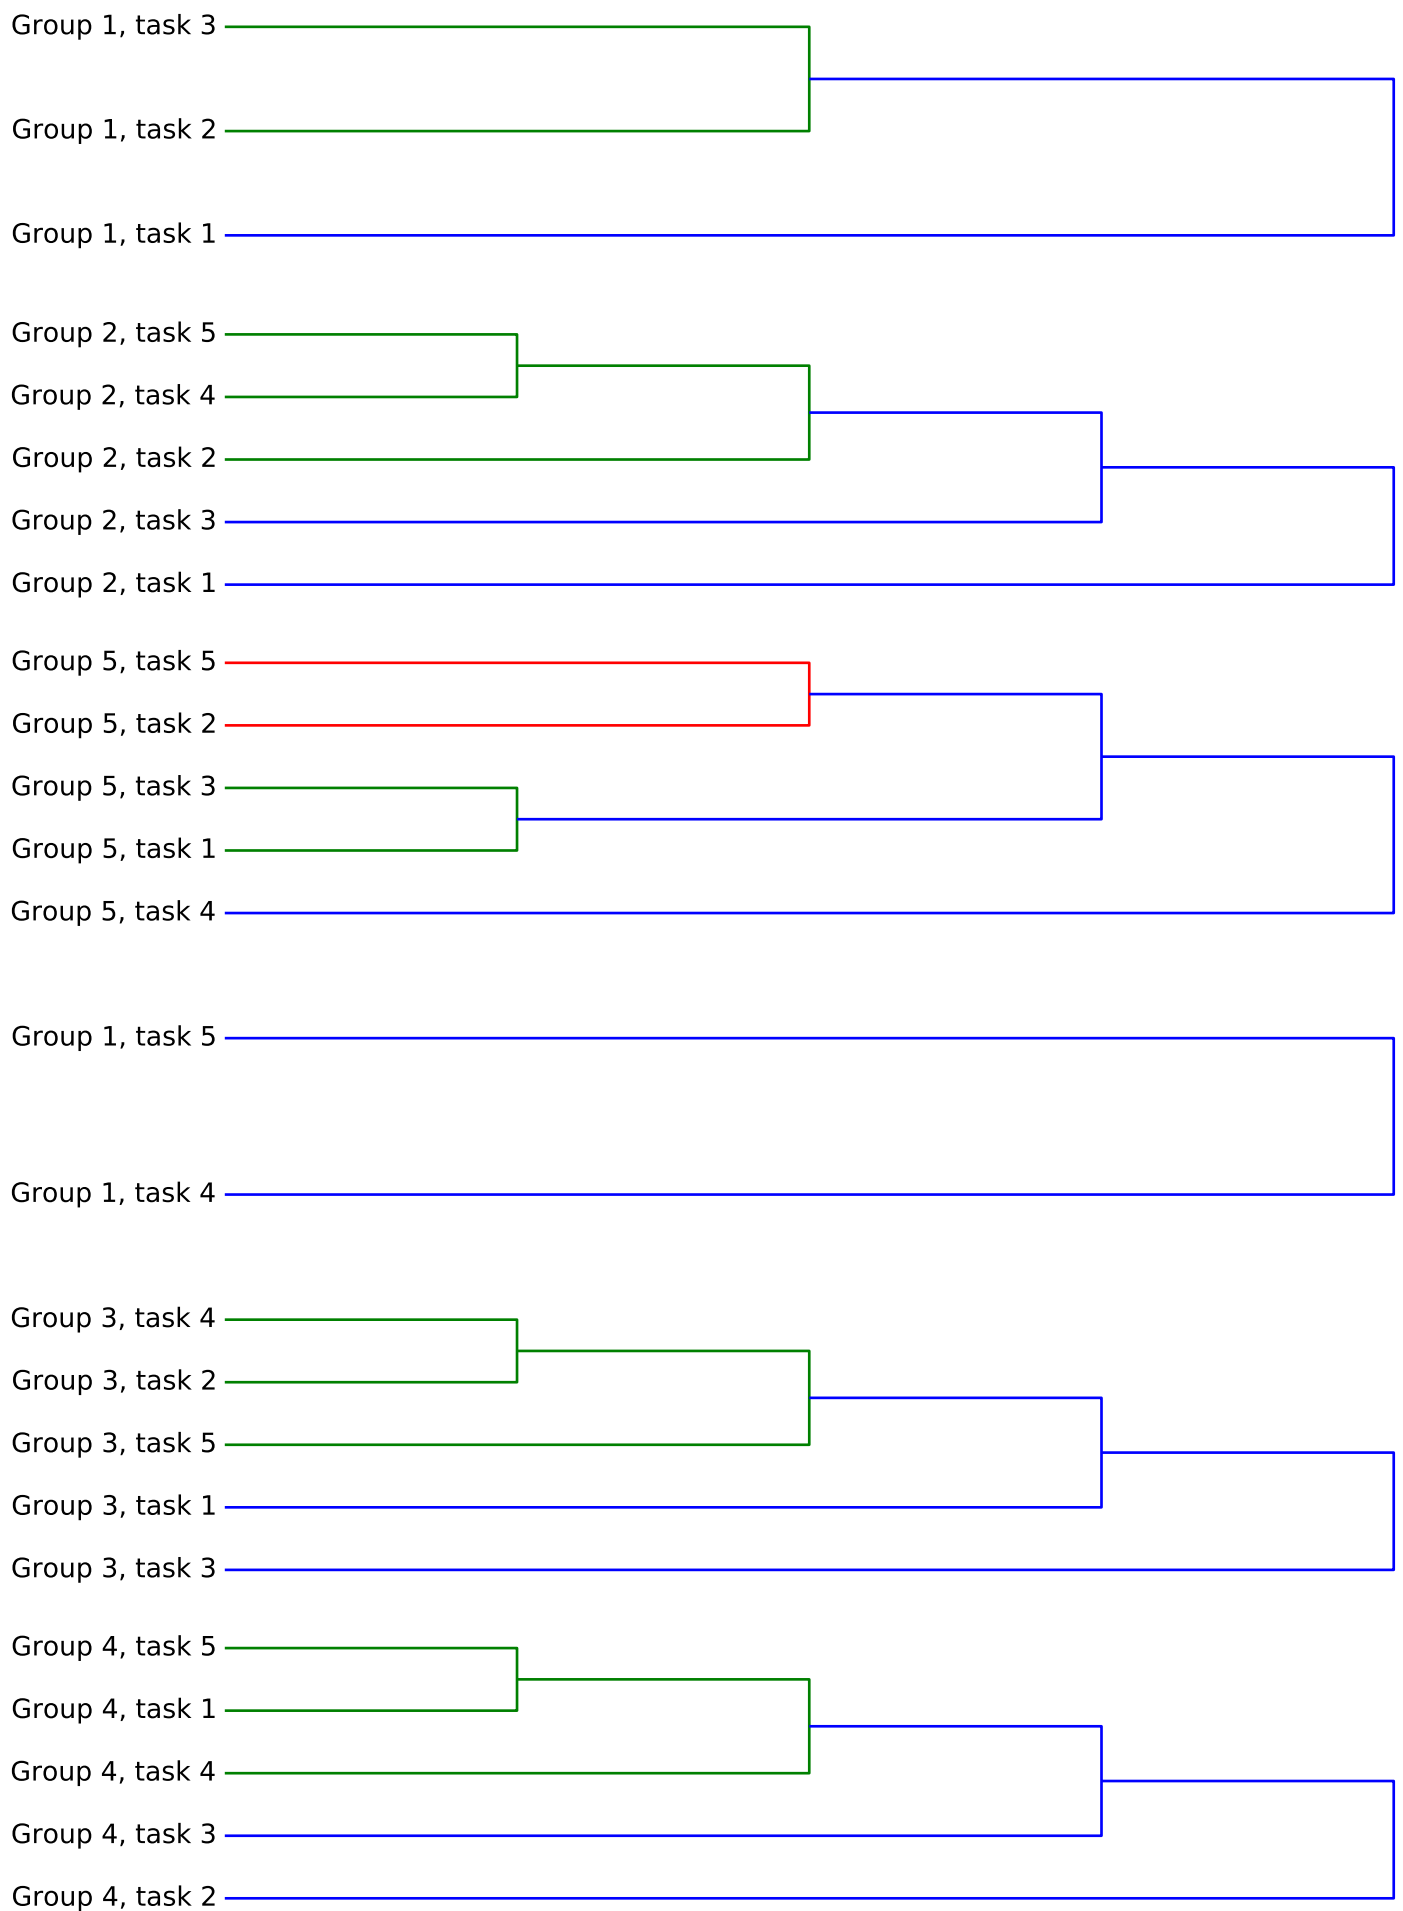 Group 1, task 3
Group 1, task 2
Group 1, task 1
Group 2, task 5
Group 2, task 4
Group 2, task 2
Group 2, task 3
Group 2, task 1
Group 5, task 5
Group 5, task 2
Group 5, task 3
Group 5, task 1
Group 5, task 4
Group 1, task 5
Group 1, task 4
Group 3, task 4
Group 3, task 2
Group 3, task 5
Group 3, task 1
Group 3, task 3
Group 4, task 5
Group 4, task 1
Group 4, task 4
Group 4, task 3
Group 4, task 2